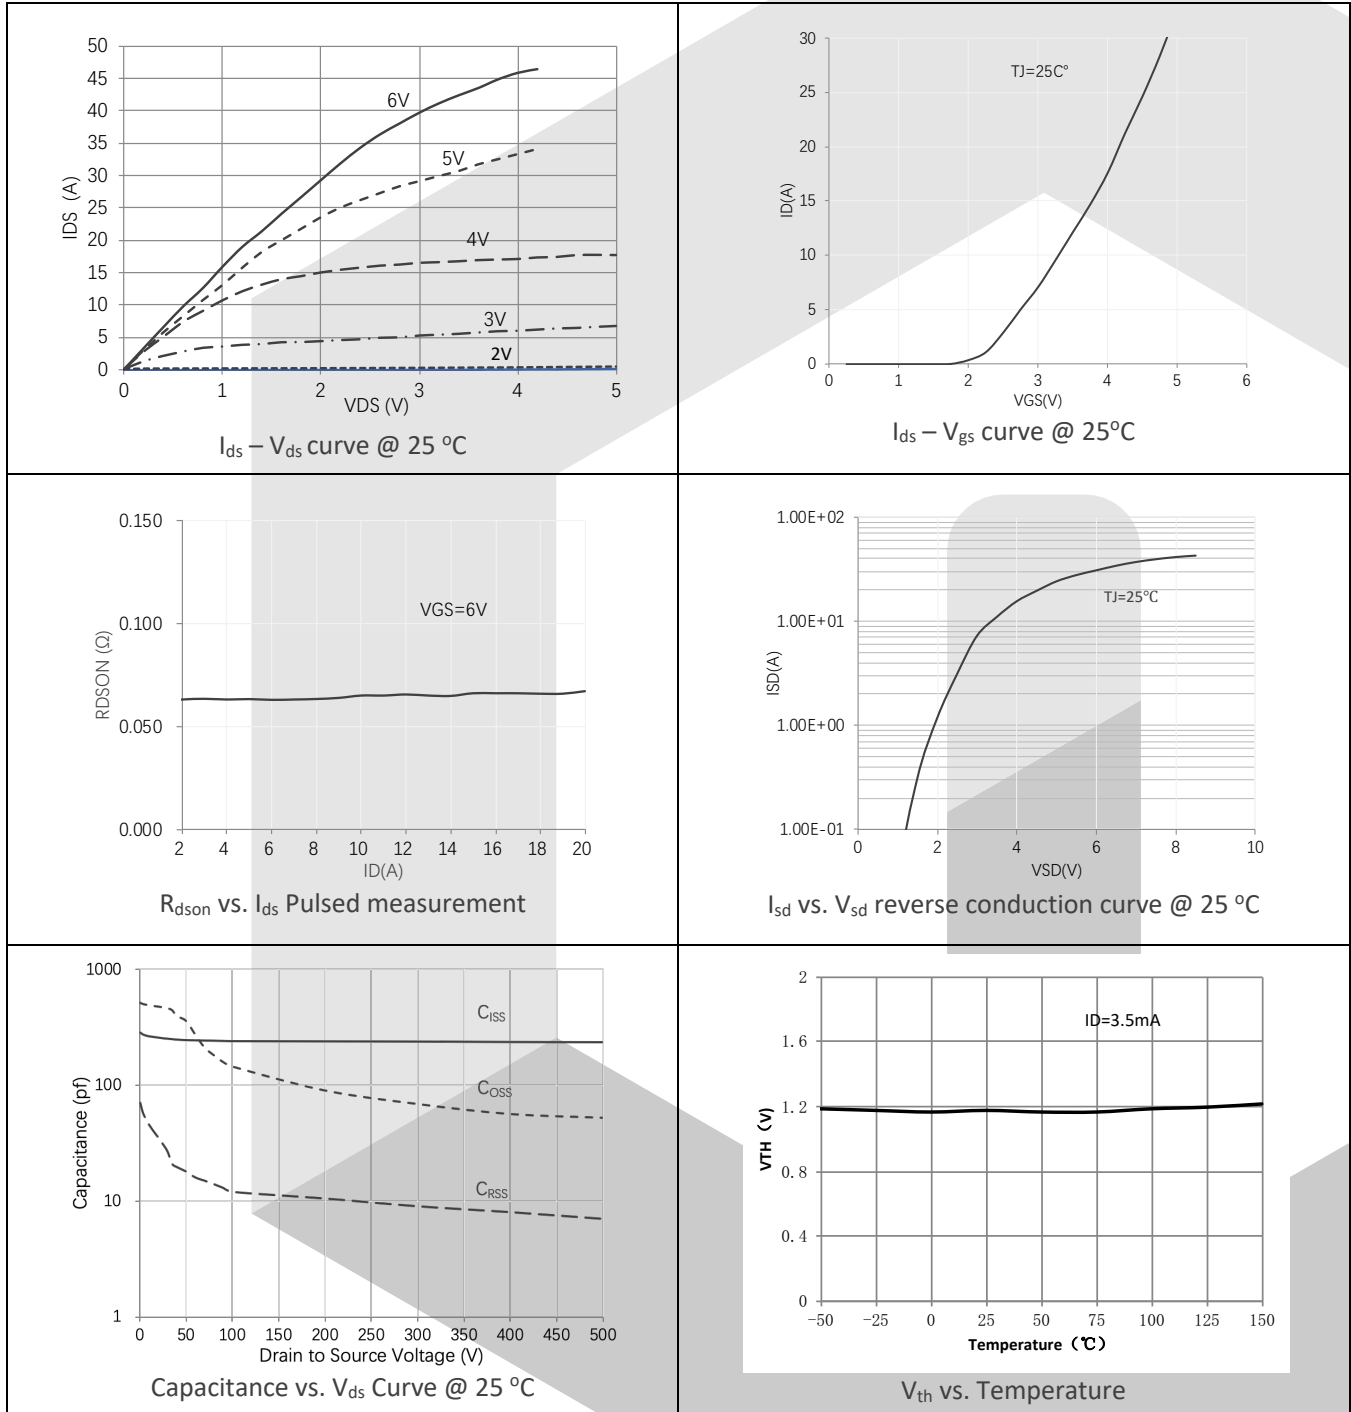 50
45
40
35
30
25
20
15
10
5
0
IDS (A)
6V
5V
4V
3V
2V
0 1 2 3 4 5
VDS (V)
Ids – Vds curve @ 25 °C
30
25
20
15
10
5
0
ID(A)
TJ=25C°
0 1 2 3 4 5 6
VGS(V)
Ids – Vgs curve @ 25°C
0.150
0.100
0.050
0.000
RDSON (Ω)
VGS=6V
2 4 6 8 10 12 14 16 18 20
ID(A)
Rdson vs. Ids Pulsed measurement
1.00E+02
1.00E+01
1.00E+00
1.00E-01
ISD(A)
TJ=25℃
0 2 4 6 8 10
VSD(V)
Isd vs. Vsd reverse conduction curve @ 25 °C
1000
100
10
1
Capacitance (pf)
CISS
COSS
CRSS
0 50 100 150 200 250 300 350 400 450 500
Drain to Source Voltage (V)
Capacitance vs. Vds Curve @ 25 °C
2
1.6
1.2
0.8
0.4
0
VTH（V）
ID=3.5mA
-50 -25 0 25 50 75 100 125 150
Temperature（℃）
Vth vs. Temperature